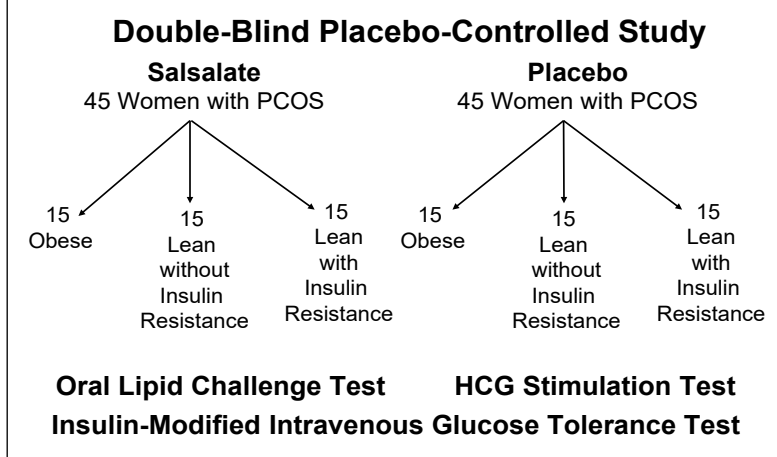 Double-Blind Placebo-Controlled Study
Salsalate
45 Women with PCOS
Placebo
45 Women with PCOS
15
Obese
15
Lean
without
Insulin
Resistance
15
Lean
with
Insulin
Resistance
15
Obese
15
Lean
without
Insulin
Resistance
15
Lean
with
Insulin
Resistance
Oral Lipid Challenge Test
HCG Stimulation Test
Insulin-Modified Intravenous Glucose Tolerance Test